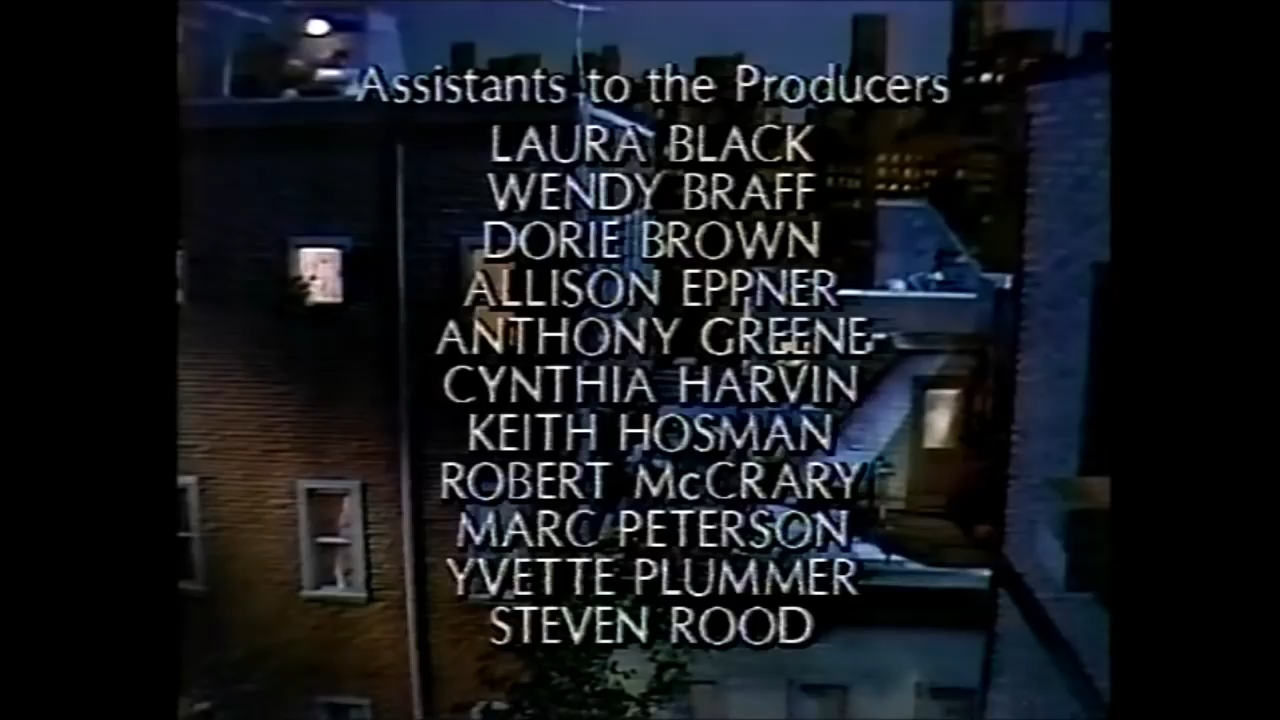 Assistants to the Producers
LAURA BLACK
WENDY BRAFF
DORIE BROWN
ALLISON EPPNER
ANTHONY GREENE
CYNTHIA HARVIN
KEITH HOSMAN
ROBERT McCRARY
MARC PETERSON
YVETTE PLUMMER
STEVEN ROOD